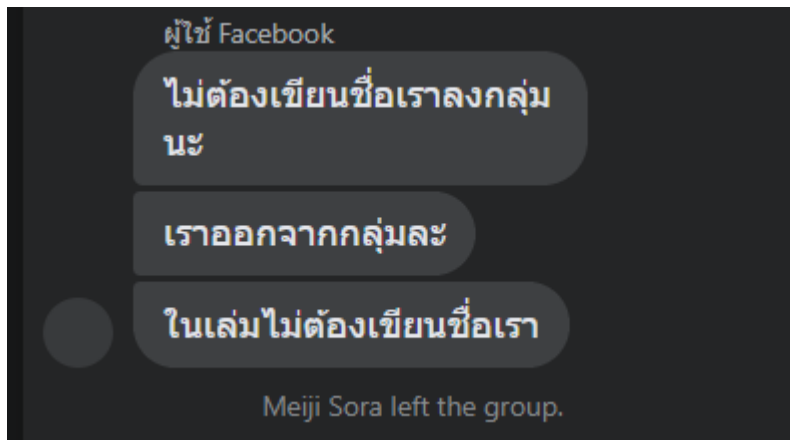 ผู้ใช้ Facebook
ไม่ต้องเขียนชื่อเราลงกลุ่ม
นะ
เราออกจากกลุ่มละ
ในเล่มไม่ต้องเขียนชื่อเรา
Meiji Sora left the group.